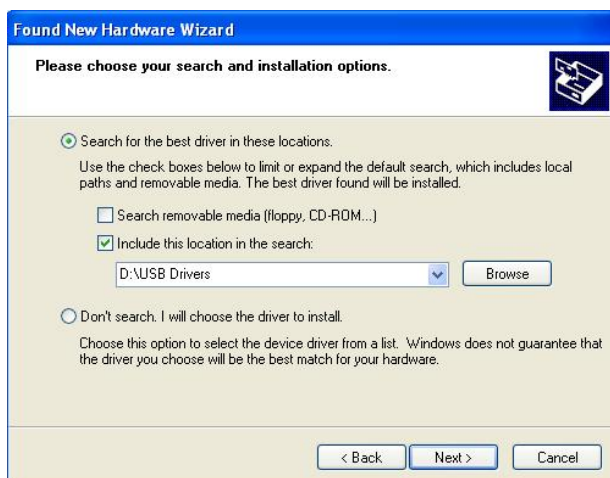 Found New Hardware Wizard
Please choose your search and installation options.
Search for the best driver in these locations.
Use the check boxes below to limit or expand the default search, which includes local
paths and removable media. The best driver found will be installed.
Search removable media (floppy, CD-ROM...)
Include this location in the search:
D:\USB Drivers
Browse
Don't search. I will choose the driver to install.
Choose this option to select the device driver from a list. Windows does not guarantee that
the driver you choose will be the best match for your hardware.
< Back
Next >
Cancel